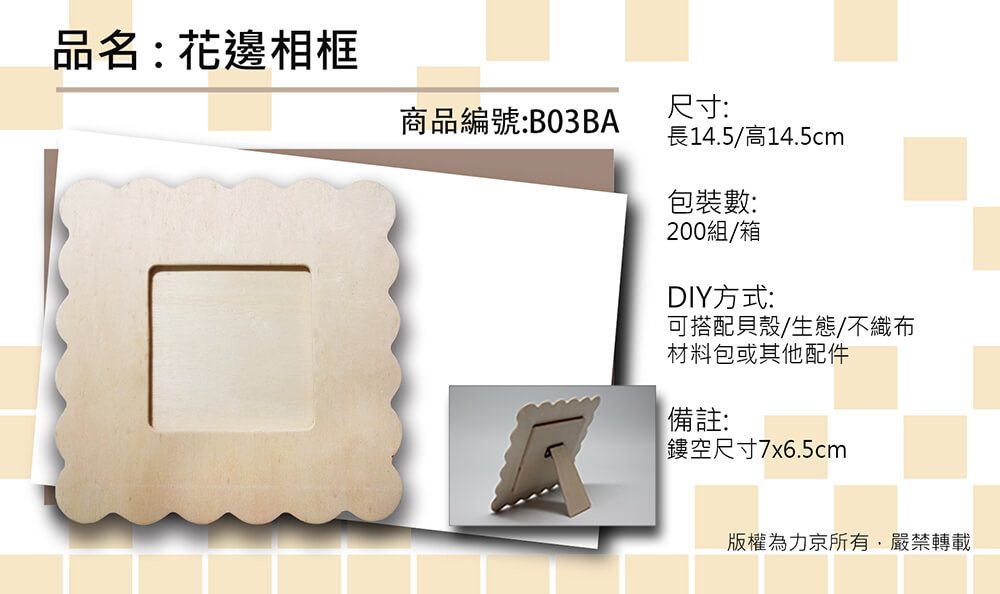 品名 : 花邊相框
商品編號:B03BA
尺寸:
長14.5/高14.5cm
包裝數:
200組/箱
DIY方式:
可搭配貝殼/生態/不織布
材料包或其他配件
備註:
鏤空尺寸7x6.5cm
版權為力京所有，嚴禁轉載